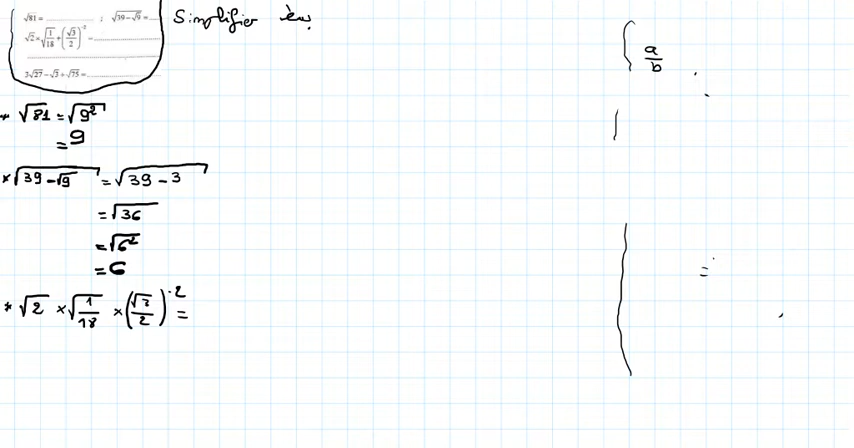 √81 = ............ ; √(39-√9) = ......
√2 × √(1/18) × (√3/2)⁻² = ............
3√27 - √3 + √75 = ............
Simplifier
* √81 = √9²
= 9
* √(39 - √9) = √(39 - 3)
= √36
= √6²
= 6
* √2 × √(1/18) × (√3/2)⁻² =
a/b
=